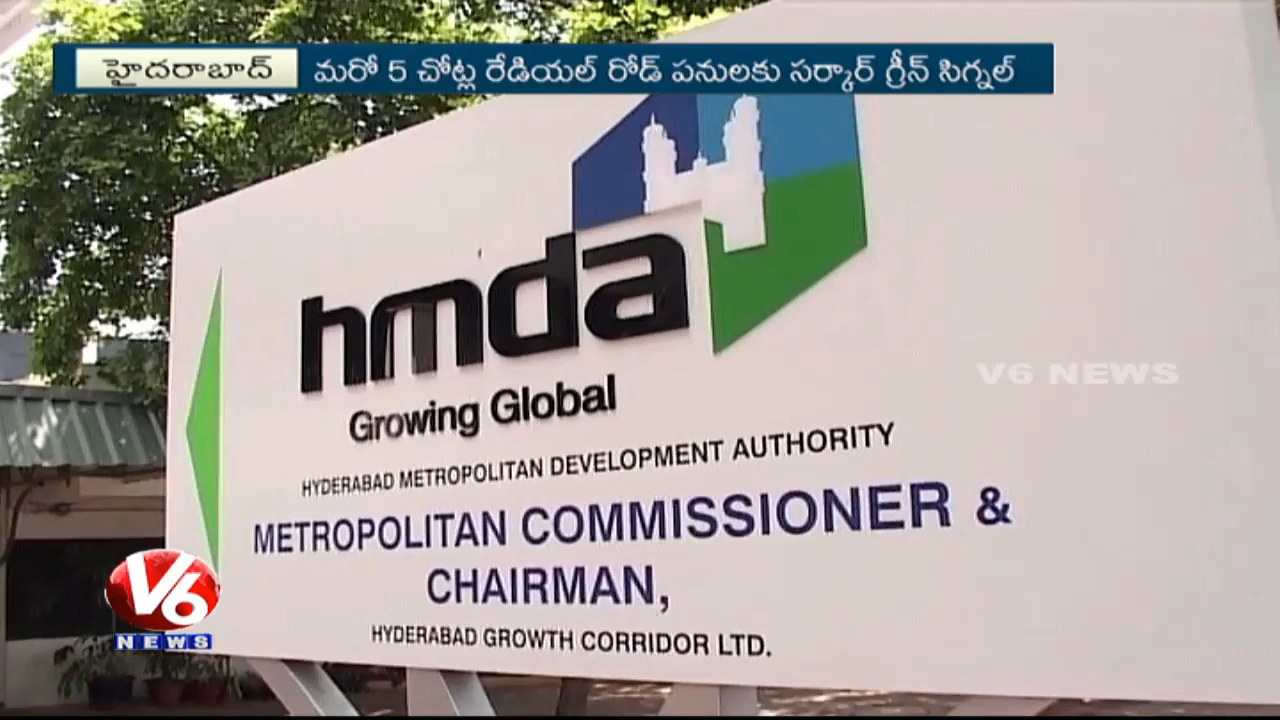 హైదరాబాద్ మరో 5 చోట్ల రేడియల్ రోడ్ పనులకు సర్కార్ గ్రీన్ సిగ్నల్
hmda
Growing Global
V6 NEWS
HYDERABAD METROPOLITAN DEVELOPMENT AUTHORITY
METROPOLITAN COMMISSIONER &
CHAIRMAN,
HYDERABAD GROWTH CORRIDOR LTD.
V6
NEWS